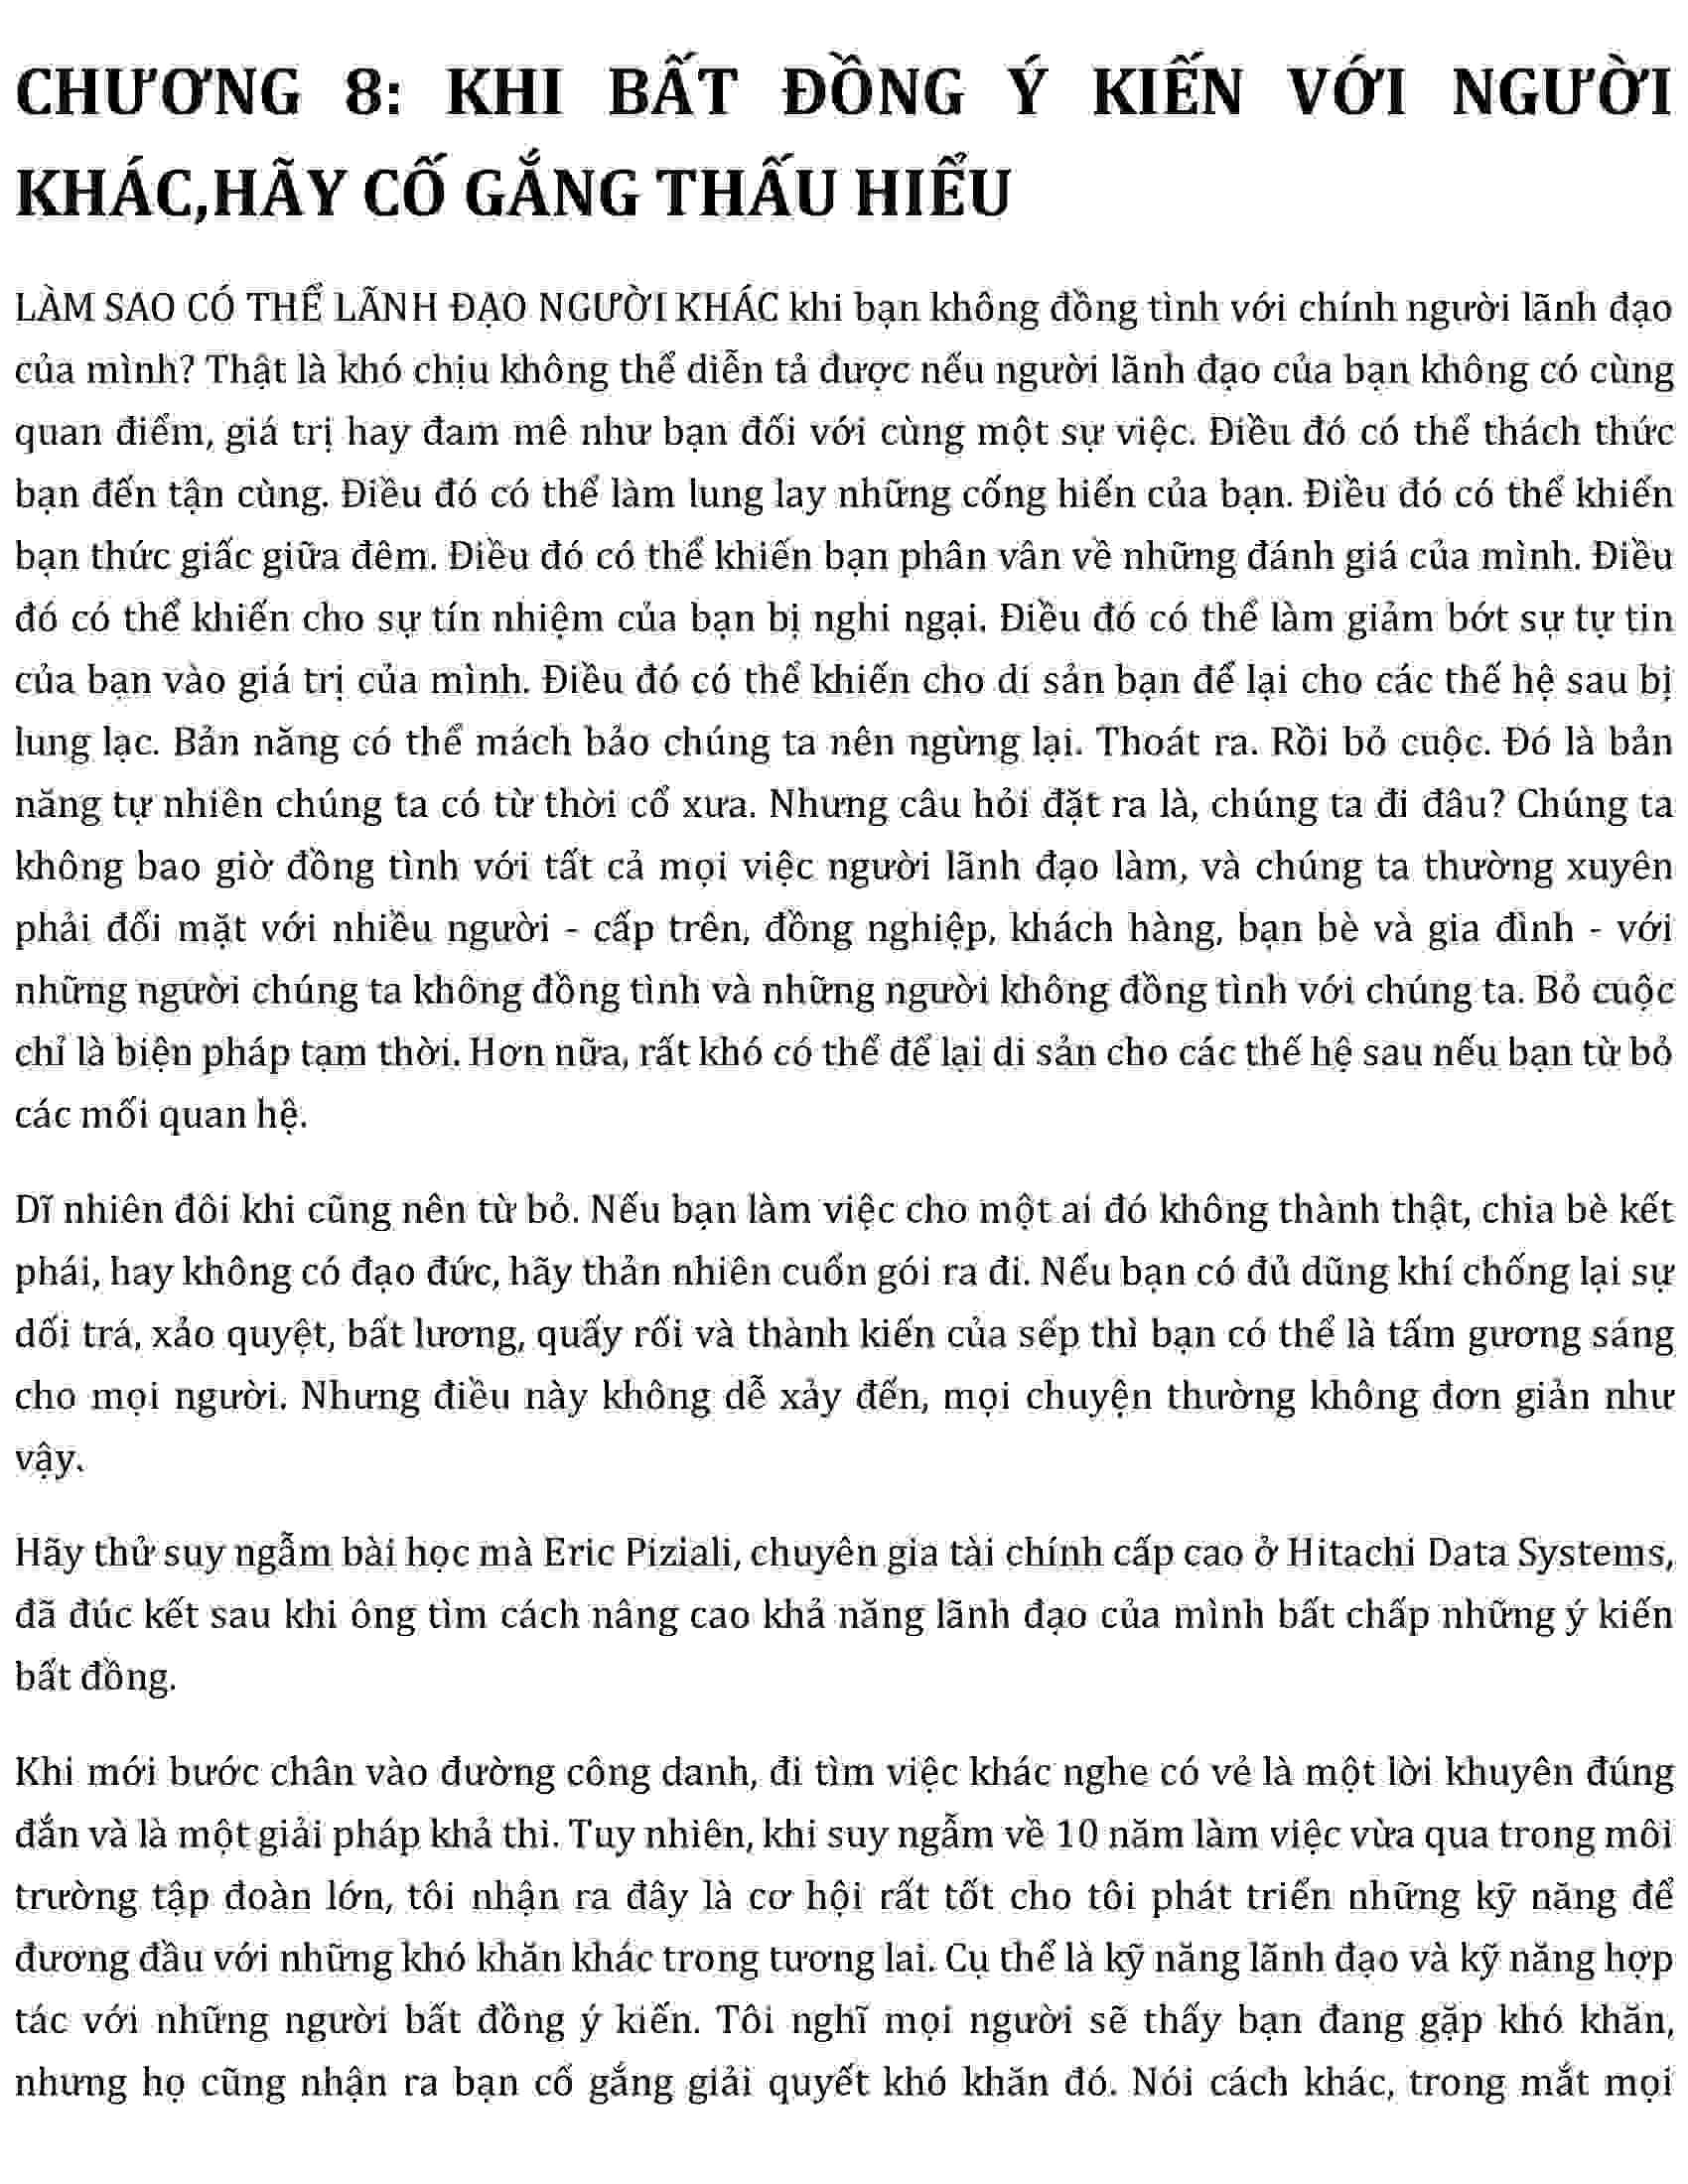 CHƯƠNG 8: KHI BẤT ĐỒNG Ý KIẾN VỚI NGƯỜI
KHÁC,HÃY CỐ GẮNG THẤU HIỂU
LÀM SAO CÓ THỂ LÃNH ĐẠO NGƯỜI KHÁC khi bạn không đồng tình với chính người lãnh đạo
của mình? Thật là khó chịu không thể diễn tả được nếu người lãnh đạo của bạn không có cùng
quan điểm, giá trị hay đam mê như bạn đối với cùng một sự việc. Điều đó có thể thách thức
bạn đến tận cùng. Điều đó có thể làm lung lay những cống hiến của bạn. Điều đó có thể khiến
bạn thức giấc giữa đêm. Điều đó có thể khiến bạn phân vân về những đánh giá của mình. Điều
đó có thể khiến cho sự tín nhiệm của bạn bị nghi ngại. Điều đó có thể làm giảm bớt sự tự tin
của bạn vào giá trị của mình. Điều đó có thể khiến cho di sản bạn để lại cho các thế hệ sau bị
lung lạc. Bản năng có thể mách bảo chúng ta nên ngừng lại. Thoát ra. Rồi bỏ cuộc. Đó là bản
năng tự nhiên chúng ta có từ thời cổ xưa. Nhưng câu hỏi đặt ra là, chúng ta đi đâu? Chúng ta
không bao giờ đồng tình với tất cả mọi việc người lãnh đạo làm, và chúng ta thường xuyên
phải đối mặt với nhiều người - cấp trên, đồng nghiệp, khách hàng, bạn bè và gia đình - với
những người chúng ta không đồng tình và những người không đồng tình với chúng ta. Bỏ cuộc
chỉ là biện pháp tạm thời. Hơn nữa, rất khó có thể để lại di sản cho các thế hệ sau nếu bạn từ bỏ
các mối quan hệ.
Dĩ nhiên đôi khi cũng nên từ bỏ. Nếu bạn làm việc cho một ai đó không thành thật, chia bè kết
phái, hay không có đạo đức, hãy thản nhiên cuốn gói ra đi. Nếu bạn có đủ dũng khí chống lại sự
dối trá, xảo quyệt, bất lương, quấy rối và thành kiến của sếp thì bạn có thể là tấm gương sáng
cho mọi người. Nhưng điều này không dễ xảy đến, mọi chuyện thường không đơn giản như
vậy.
Hãy thử suy ngẫm bài học mà Eric Piziali, chuyên gia tài chính cấp cao ở Hitachi Data Systems,
đã đúc kết sau khi ông tìm cách nâng cao khả năng lãnh đạo của mình bất chấp những ý kiến
bất đồng.
Khi mới bước chân vào đường công danh, đi tìm việc khác nghe có vẻ là một lời khuyên đúng
đắn và là một giải pháp khả thi. Tuy nhiên, khi suy ngẫm về 10 năm làm việc vừa qua trong môi
trường tập đoàn lớn, tôi nhận ra đây là cơ hội rất tốt cho tôi phát triển những kỹ năng để
đương đầu với những khó khăn khác trong tương lai. Cụ thể là kỹ năng lãnh đạo và kỹ năng hợp
tác với những người bất đồng ý kiến. Tôi nghĩ mọi người sẽ thấy bạn đang gặp khó khăn,
nhưng họ cũng nhận ra bạn cố gắng giải quyết khó khăn đó. Nói cách khác, trong mắt mọi